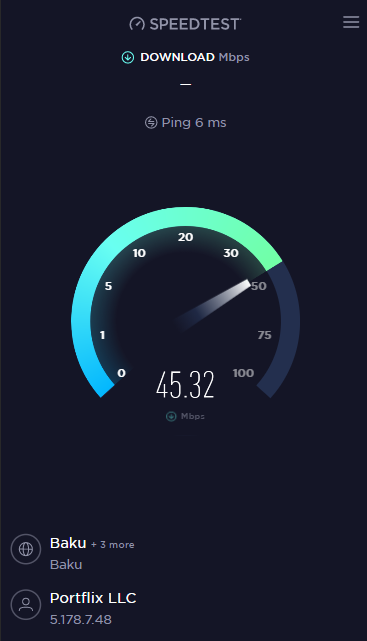 SPEEDTEST
DOWNLOAD Mbps
—
Ping 6 ms
20
10
30
5
50
1
75
0
100
45.32
Mbps
Baku + 3 more
Baku
Portflix LLC
5.178.7.48